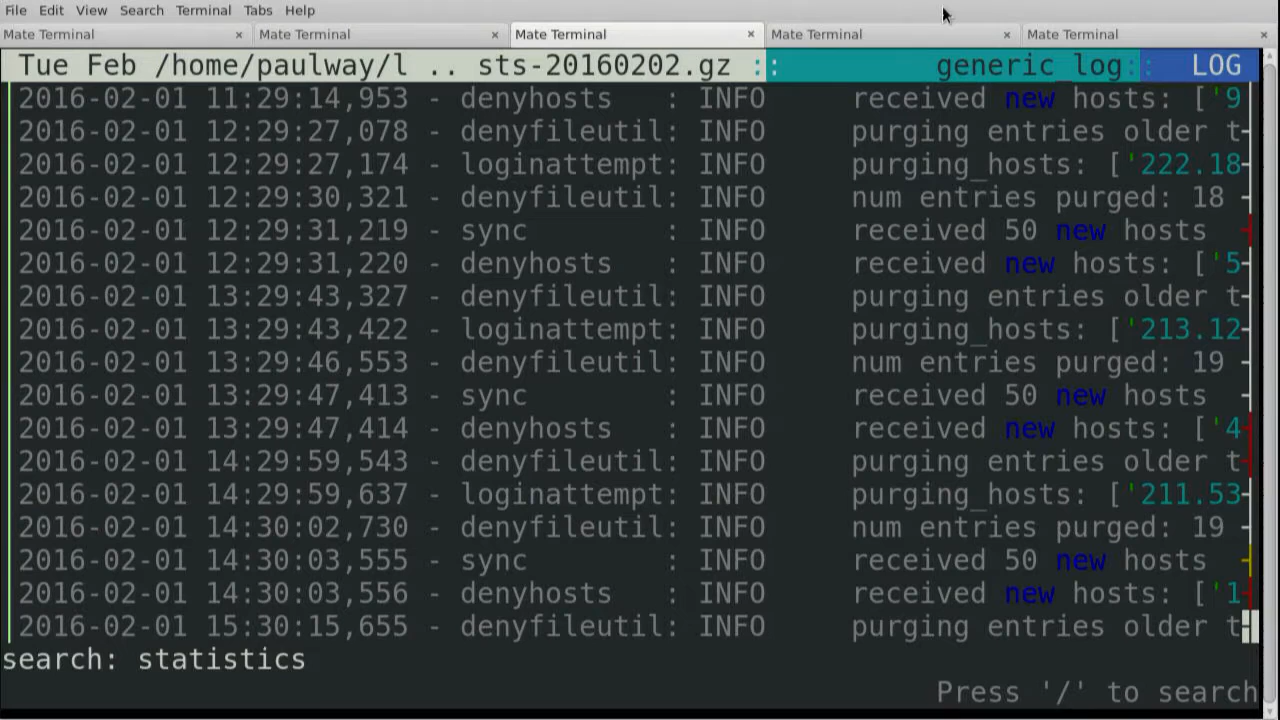 File Edit View Search Terminal Tabs Help
Mate Terminal × Mate Terminal × Mate Terminal × Mate Terminal × Mate Terminal ×
Tue Feb /home/paulway/l .. sts-20160202.gz :: generic_log:: LOG
2016-02-01 11:29:14,953 - denyhosts : INFO received new hosts: ['9
2016-02-01 12:29:27,078 - denyfileutil: INFO purging entries older t
2016-02-01 12:29:27,174 - loginattempt: INFO purging_hosts: ['222.18
2016-02-01 12:29:30,321 - denyfileutil: INFO num entries purged: 18
2016-02-01 12:29:31,219 - sync : INFO received 50 new hosts
2016-02-01 12:29:31,220 - denyhosts : INFO received new hosts: ['5
2016-02-01 13:29:43,327 - denyfileutil: INFO purging entries older t
2016-02-01 13:29:43,422 - loginattempt: INFO purging_hosts: ['213.12
2016-02-01 13:29:46,553 - denyfileutil: INFO num entries purged: 19
2016-02-01 13:29:47,413 - sync : INFO received 50 new hosts
2016-02-01 13:29:47,414 - denyhosts : INFO received new hosts: ['4
2016-02-01 14:29:59,543 - denyfileutil: INFO purging entries older t
2016-02-01 14:29:59,637 - loginattempt: INFO purging_hosts: ['211.53
2016-02-01 14:30:02,730 - denyfileutil: INFO num entries purged: 19
2016-02-01 14:30:03,555 - sync : INFO received 50 new hosts
2016-02-01 14:30:03,556 - denyhosts : INFO received new hosts: ['1
2016-02-01 15:30:15,655 - denyfileutil: INFO purging entries older t
search: statistics
Press '/' to search